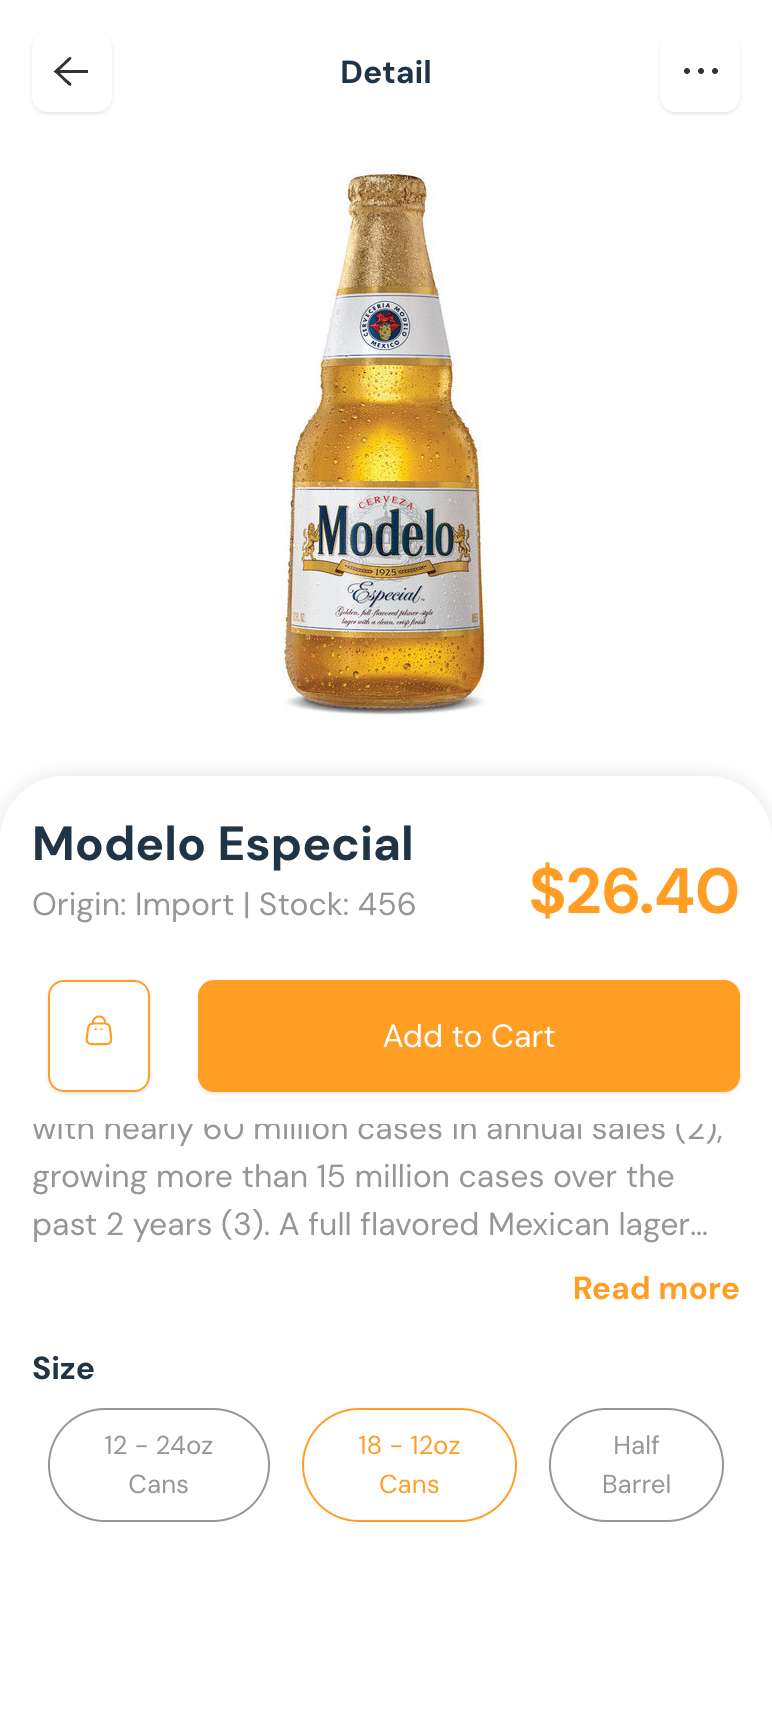 Detail
CERVECERIA MODELO
MEXICO
CERVEZA
Modelo
1925
Especial
Golden, full-flavored pilsner-style
lager with a clean, crisp finish
Modelo Especial
$26.40
Origin: Import | Stock: 456
Add to Cart
with nearly 60 million cases in annual sales (2),
growing more than 15 million cases over the
past 2 years (3). A full flavored Mexican lager...
Read more
Size
12 - 24oz
Cans
18 - 12oz
Cans
Half
Barrel